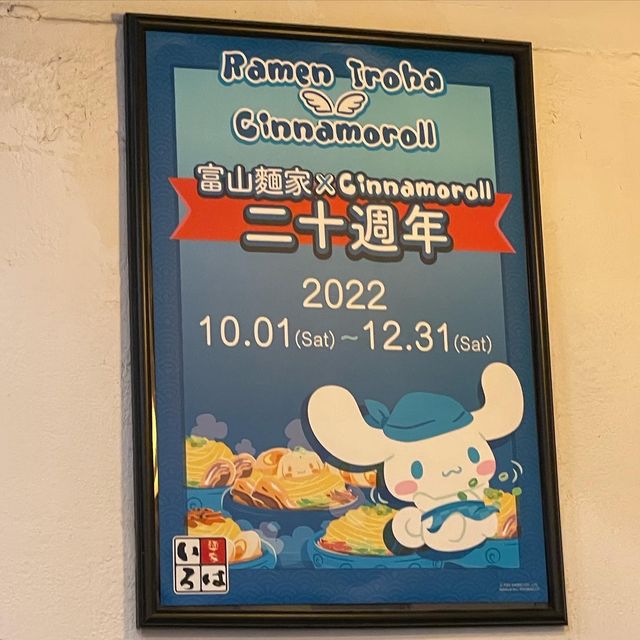 Ramen Iroha
Cinnamoroll
富山麵家×Cinnamoroll
二十週年
2022
10.01(Sat)～12.31(Sat)
いろは